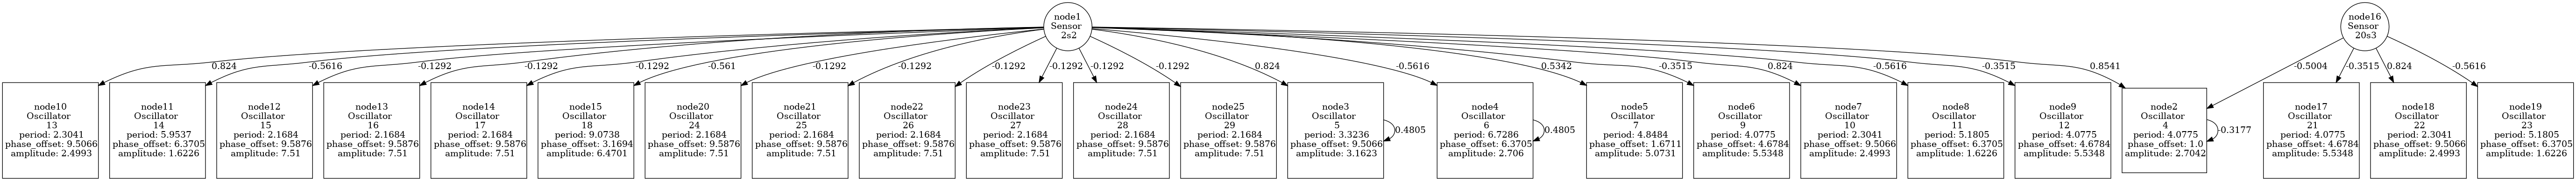 node1
Sensor
2s2
node16
Sensor
20s3
0.824
-0.5616
-0.1292
-0.1292
-0.1292
-0.561
-0.1292
-0.1292
-0.1292
-0.1292
-0.1292
-0.1292
0.824
-0.5616
0.5342
-0.3515
0.824
-0.5616
-0.3515
0.8541
-0.5004
-0.3515
0.824
-0.5616
node10
Oscillator
13
period: 2.3041
phase_offset: 9.5066
amplitude: 2.4993
node11
Oscillator
14
period: 5.9537
phase_offset: 6.3705
amplitude: 1.6226
node12
Oscillator
15
period: 2.1684
phase_offset: 9.5876
amplitude: 7.51
node13
Oscillator
16
period: 2.1684
phase_offset: 9.5876
amplitude: 7.51
node14
Oscillator
17
period: 2.1684
phase_offset: 9.5876
amplitude: 7.51
node15
Oscillator
18
period: 9.0738
phase_offset: 3.1694
amplitude: 6.4701
node20
Oscillator
24
period: 2.1684
phase_offset: 9.5876
amplitude: 7.51
node21
Oscillator
25
period: 2.1684
phase_offset: 9.5876
amplitude: 7.51
node22
Oscillator
26
period: 2.1684
phase_offset: 9.5876
amplitude: 7.51
node23
Oscillator
27
period: 2.1684
phase_offset: 9.5876
amplitude: 7.51
node24
Oscillator
28
period: 2.1684
phase_offset: 9.5876
amplitude: 7.51
node25
Oscillator
29
period: 2.1684
phase_offset: 9.5876
amplitude: 7.51
node3
Oscillator
5
period: 3.3236
phase_offset: 9.5066
amplitude: 3.1623
0.4805
node4
Oscillator
6
period: 6.7286
phase_offset: 6.3705
amplitude: 2.706
0.4805
node5
Oscillator
7
period: 4.8484
phase_offset: 1.6711
amplitude: 5.0731
node6
Oscillator
9
period: 4.0775
phase_offset: 4.6784
amplitude: 5.5348
node7
Oscillator
10
period: 2.3041
phase_offset: 9.5066
amplitude: 2.4993
node8
Oscillator
11
period: 5.1805
phase_offset: 6.3705
amplitude: 1.6226
node9
Oscillator
12
period: 4.0775
phase_offset: 4.6784
amplitude: 5.5348
node2
Oscillator
4
period: 4.0775
phase_offset: 1.0
amplitude: 2.7042
-0.3177
node17
Oscillator
21
period: 4.0775
phase_offset: 4.6784
amplitude: 5.5348
node18
Oscillator
22
period: 2.3041
phase_offset: 9.5066
amplitude: 2.4993
node19
Oscillator
23
period: 5.1805
phase_offset: 6.3705
amplitude: 1.6226